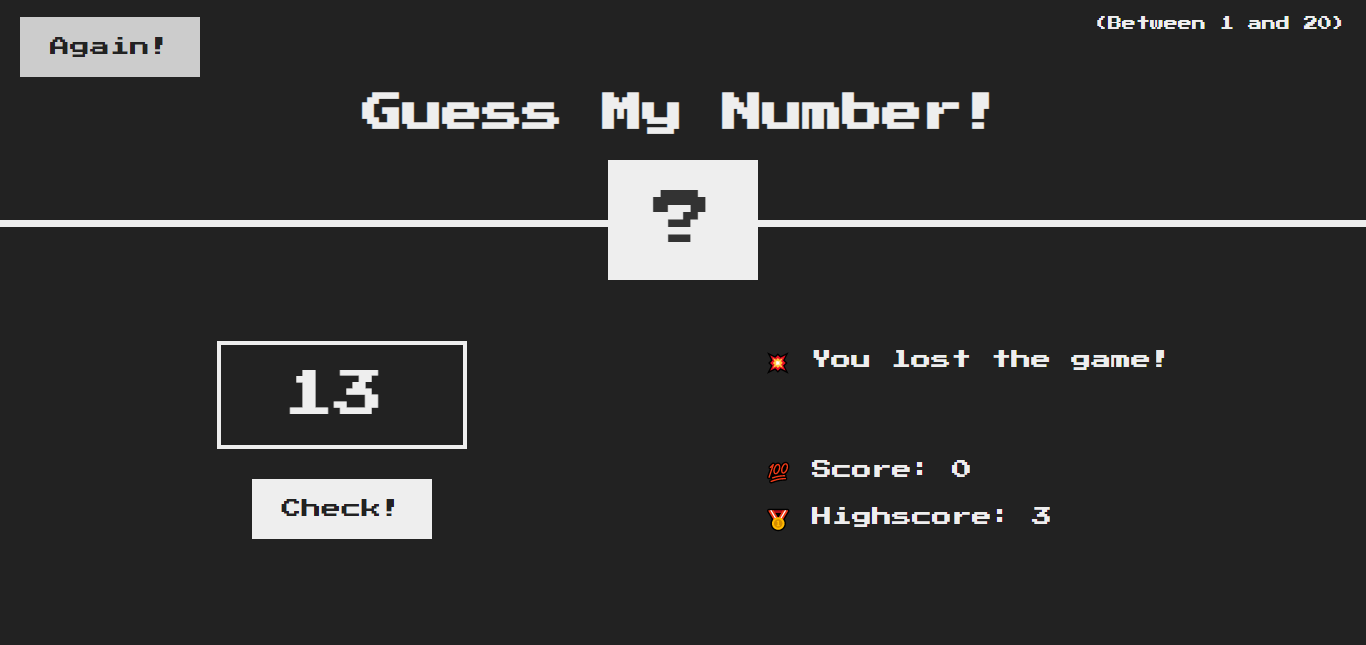 Again!
(Between 1 and 20)
Guess My Number!
?
13
Check!
💥 You lost the game!
💯 Score: 0
🥇 Highscore: 3